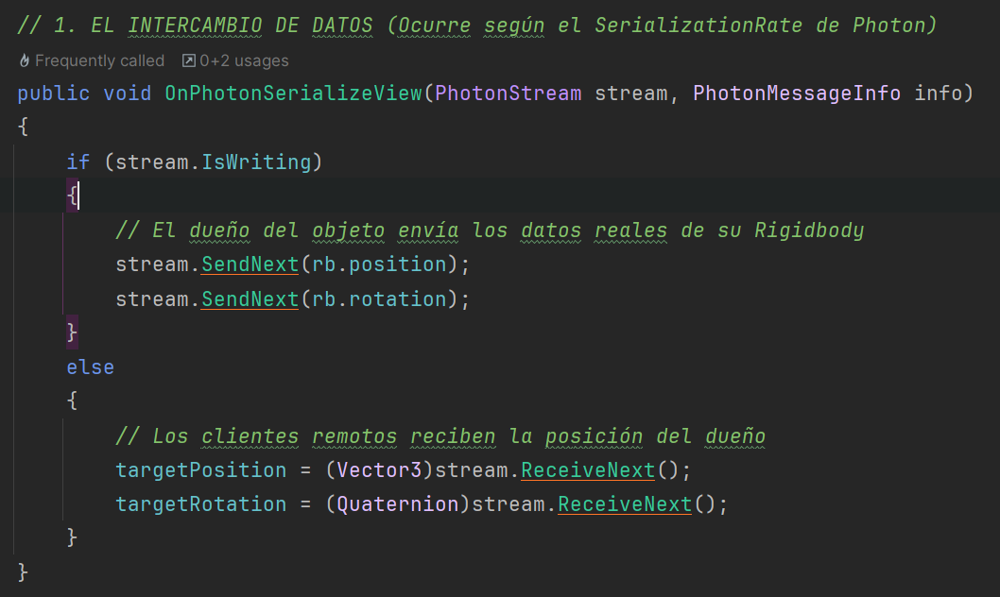 // 1. EL INTERCAMBIO DE DATOS (Ocurre según el SerializationRate de Photon)
Frequently called 0+2 usages
public void OnPhotonSerializeView(PhotonStream stream, PhotonMessageInfo info)
{
if (stream.IsWriting)
{
// El dueño del objeto envía los datos reales de su Rigidbody
stream.SendNext(rb.position);
stream.SendNext(rb.rotation);
}
else
{
// Los clientes remotos reciben la posición del dueño
targetPosition = (Vector3)stream.ReceiveNext();
targetRotation = (Quaternion)stream.ReceiveNext();
}
}